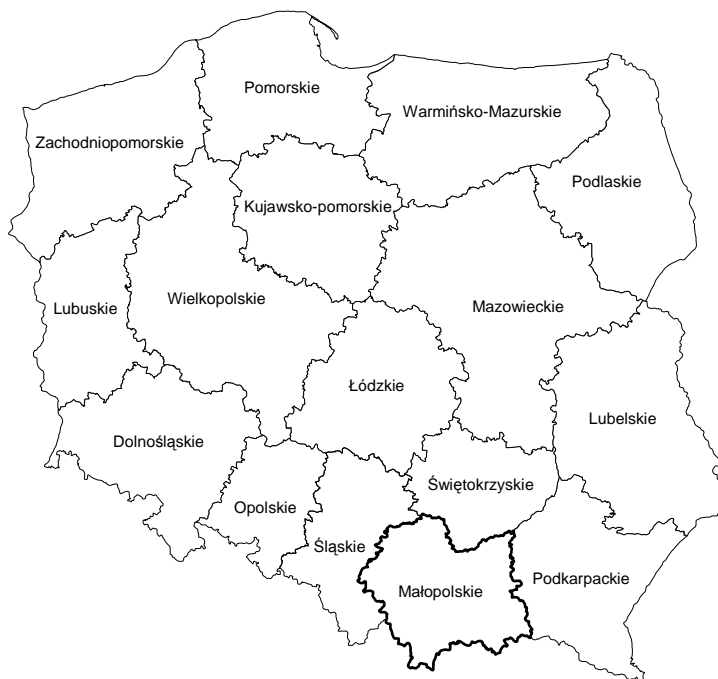 Pomorskie
Warmińsko-Mazurskie
Zachodniopomorskie
Podlaskie
Kujawsko-pomorskie
Wielkopolskie
Mazowieckie
Lubuskie
Łódzkie
Lubelskie
Dolnośląskie
Świętokrzyskie
Opolskie
Śląskie
Podkarpackie
Małopolskie